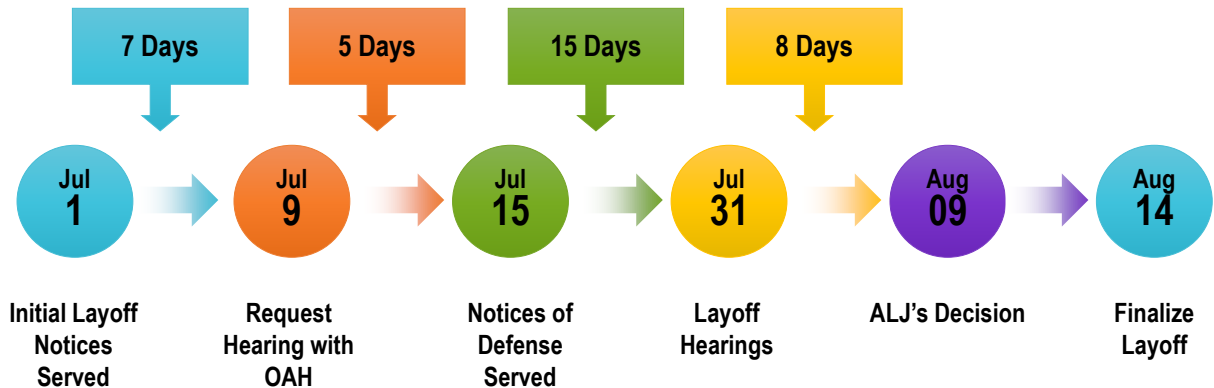 7 Days
5 Days
15 Days
8 Days
Jul
1
Jul
9
Jul
15
Jul
31
Aug
09
Aug
14
Initial Layoff
Notices
Served
Request
Hearing with
OAH
Notices of
Defense
Served
Layoff
Hearings
ALJ's Decision
Finalize
Layoff